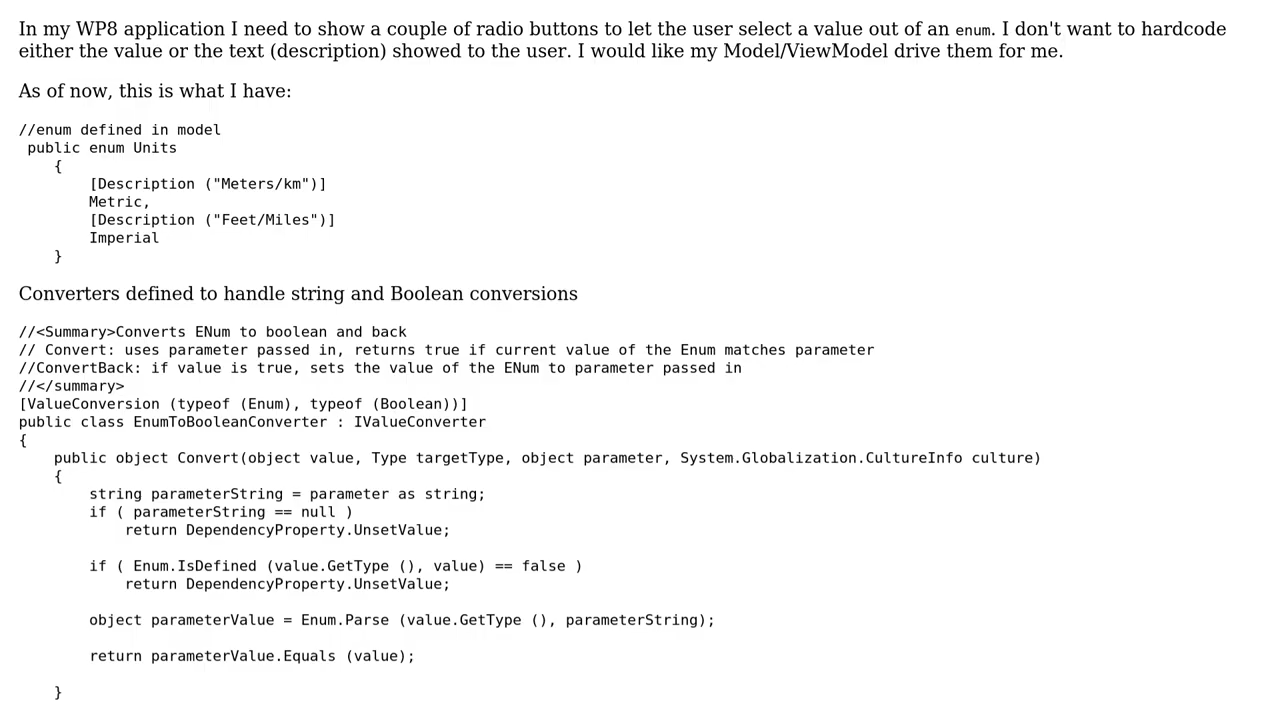 In my WP8 application I need to show a couple of radio buttons to let the user select a value out of an enum. I don't want to hardcode
either the value or the text (description) showed to the user. I would like my Model/ViewModel drive them for me.
As of now, this is what I have:
//enum defined in model
 public enum Units
    {
        [Description ("Meters/km")]
        Metric,
        [Description ("Feet/Miles")]
        Imperial
    }
Converters defined to handle string and Boolean conversions
//<Summary>Converts ENum to boolean and back
// Convert: uses parameter passed in, returns true if current value of the Enum matches parameter
//ConvertBack: if value is true, sets the value of the ENum to parameter passed in
//</summary>
[ValueConversion (typeof (Enum), typeof (Boolean))]
public class EnumToBooleanConverter : IValueConverter
{
    public object Convert(object value, Type targetType, object parameter, System.Globalization.CultureInfo culture)
    {
        string parameterString = parameter as string;
        if ( parameterString == null )
            return DependencyProperty.UnsetValue;

        if ( Enum.IsDefined (value.GetType (), value) == false )
            return DependencyProperty.UnsetValue;

        object parameterValue = Enum.Parse (value.GetType (), parameterString);

        return parameterValue.Equals (value);

    }